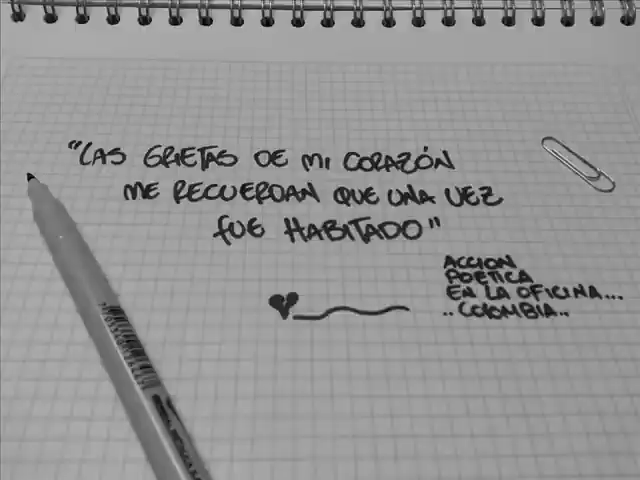 "LAS GRIETAS DE MI CORAZÓN
ME RECUERDAN QUE UNA VEZ
FUE HABITADO"
ACCION
POETICA
EN LA OFICINA...
..COLOMBIA..